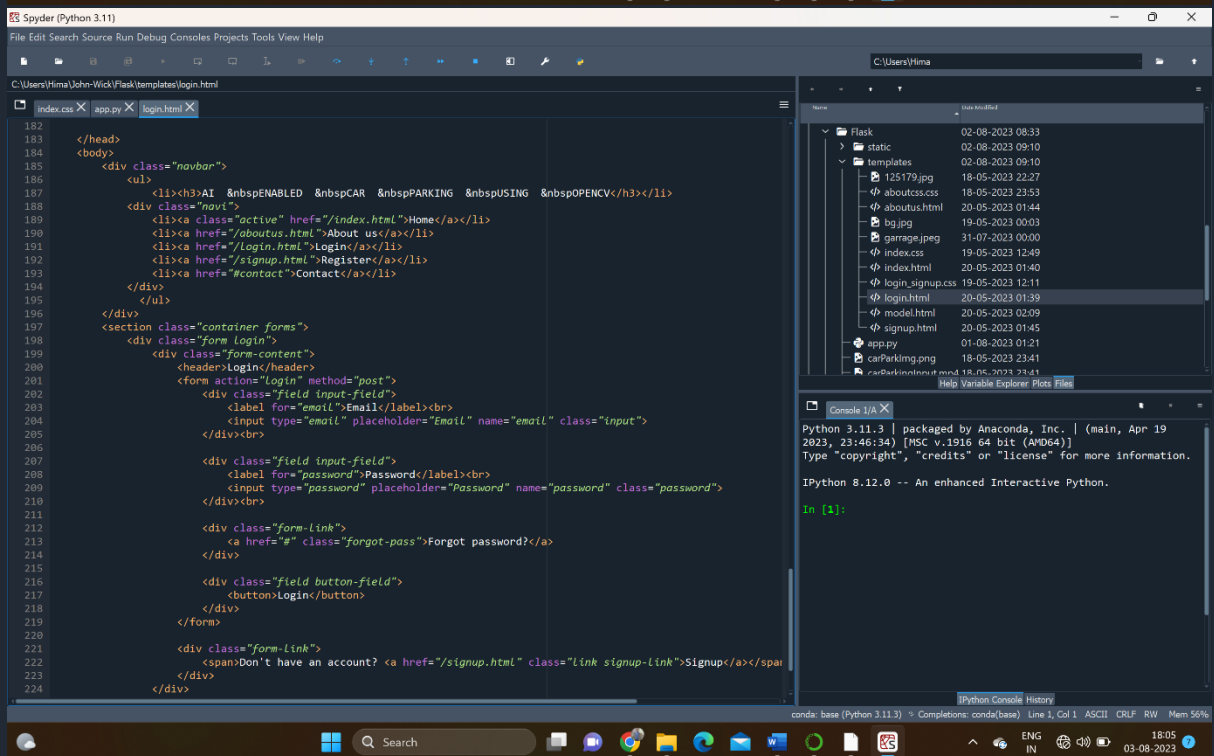 Spyder (Python 3.11)
File Edit Search Source Run Debug Consoles Projects Tools View Help
C:\Users\Hima
C:\Users\Hima\John-Wick\Flask\templates\login.html
index.css app.py login.html
182
183 </head>
184 <body>
185 <div class="navbar">
186 <ul>
187 <li><h3>AI &nbspENABLED &nbspCAR &nbspPARKING &nbspUSING &nbspOPENCV</h3></li>
188 <div class="navi">
189 <li><a class="active" href="/index.html">Home</a></li>
190 <li><a href="/aboutus.html">About us</a></li>
191 <li><a href="/login.html">Login</a></li>
192 <li><a href="/signup.html">Register</a></li>
193 <li><a href="#contact">Contact</a></li>
194 </div>
195 </ul>
196 </div>
197 <section class="container forms">
198 <div class="form login">
199 <div class="form-content">
200 <header>Login</header>
201 <form action="login" method="post">
202 <div class="field input-field">
203 <label for="email">Email</label><br>
204 <input type="email" placeholder="Email" name="email" class="input">
205 </div><br>
206
207 <div class="field input-field">
208 <label for="password">Password</label><br>
209 <input type="password" placeholder="Password" name="password" class="password">
210 </div><br>
211
212 <div class="form-link">
213 <a href="#" class="forgot-pass">Forgot password?</a>
214 </div>
215
216 <div class="field button-field">
217 <button>Login</button>
218 </div>
219 </form>
220
221 <div class="form-link">
222 <span>Don't have an account? <a href="/signup.html" class="link signup-link">Signup</a></span
223 </div>
224 </div>
Name Date Modified
Flask 02-08-2023 08:33
static 02-08-2023 09:10
templates 02-08-2023 09:10
125179.jpg 18-05-2023 22:27
aboutcss.css 18-05-2023 23:53
aboutus.html 20-05-2023 01:44
bg.jpg 19-05-2023 00:03
garrage.jpeg 31-07-2023 00:00
index.css 19-05-2023 12:49
index.html 20-05-2023 01:40
login_signup.css 19-05-2023 12:11
login.html 20-05-2023 01:39
model.html 20-05-2023 02:09
signup.html 20-05-2023 01:45
app.py 01-08-2023 01:21
carParkImg.png 18-05-2023 23:41
carParkingInput.mp4 18-05-2023 23:41
Help Variable Explorer Plots Files
Console 1/A
Python 3.11.3 | packaged by Anaconda, Inc. | (main, Apr 19
2023, 23:46:34) [MSC v.1916 64 bit (AMD64)]
Type "copyright", "credits" or "license" for more information.
IPython 8.12.0 -- An enhanced Interactive Python.
In [1]:
IPython Console History
conda: base (Python 3.11.3) Completions: conda(base) Line 1, Col 1 ASCII CRLF RW Mem 56%
Search
ENG
IN
18:05
03-08-2023
7